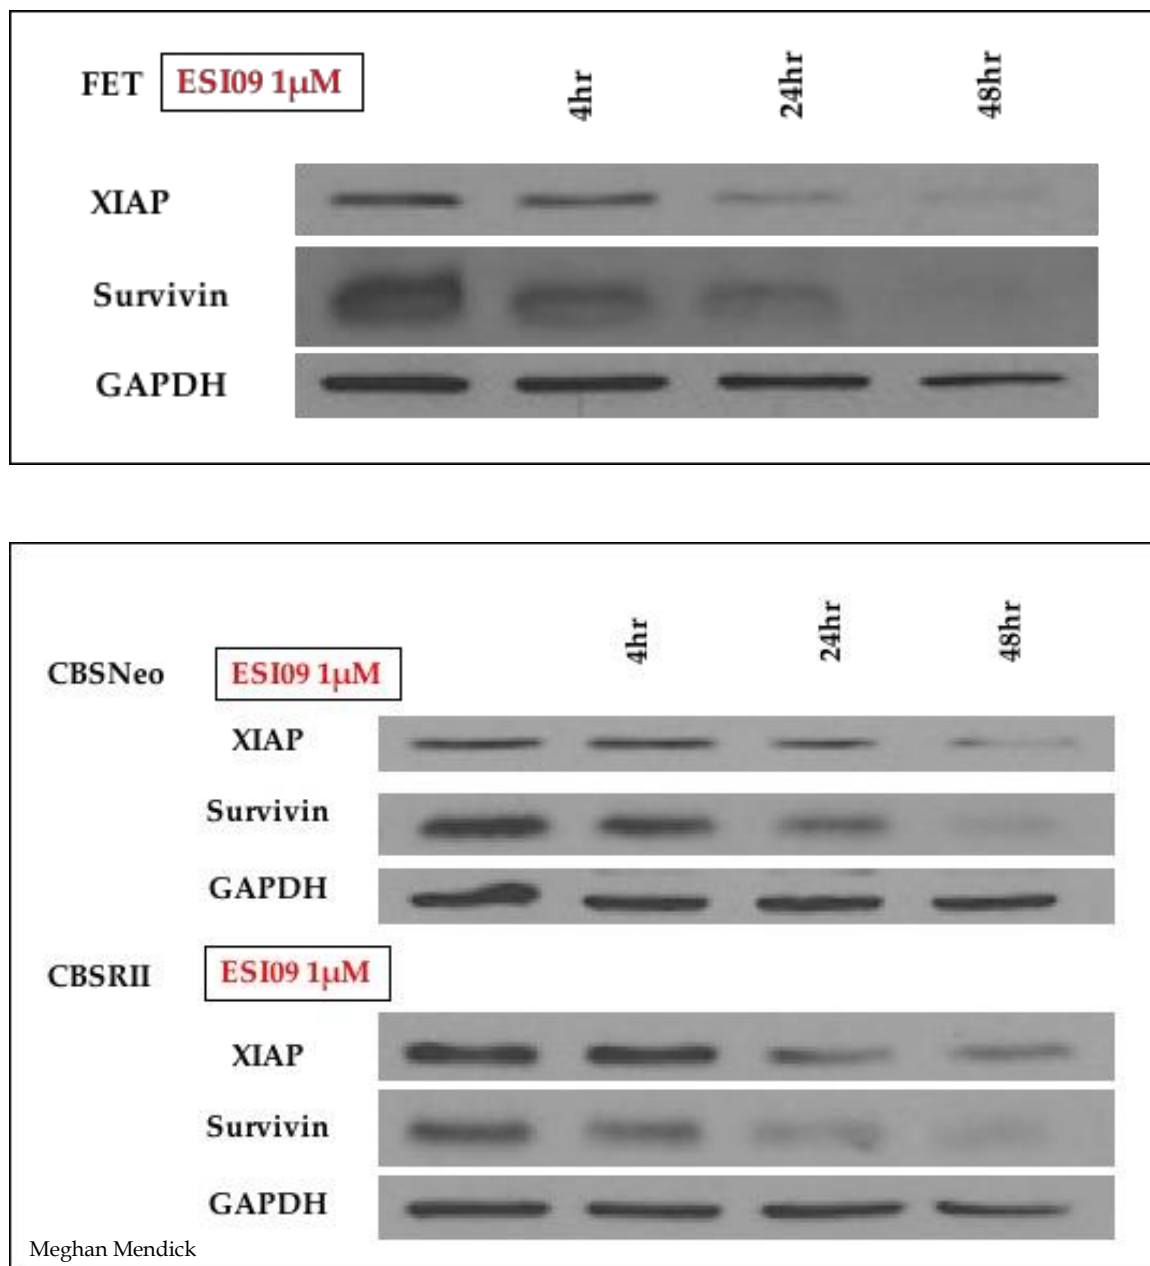 FET ESI09 1µM 4hr 24hr 48hr
XIAP
Survivin
GAPDH
4hr 24hr 48hr
CBSNeo ESI09 1µM
XIAP
Survivin
GAPDH
CBSRII ESI09 1µM
XIAP
Survivin
GAPDH
Meghan Mendick